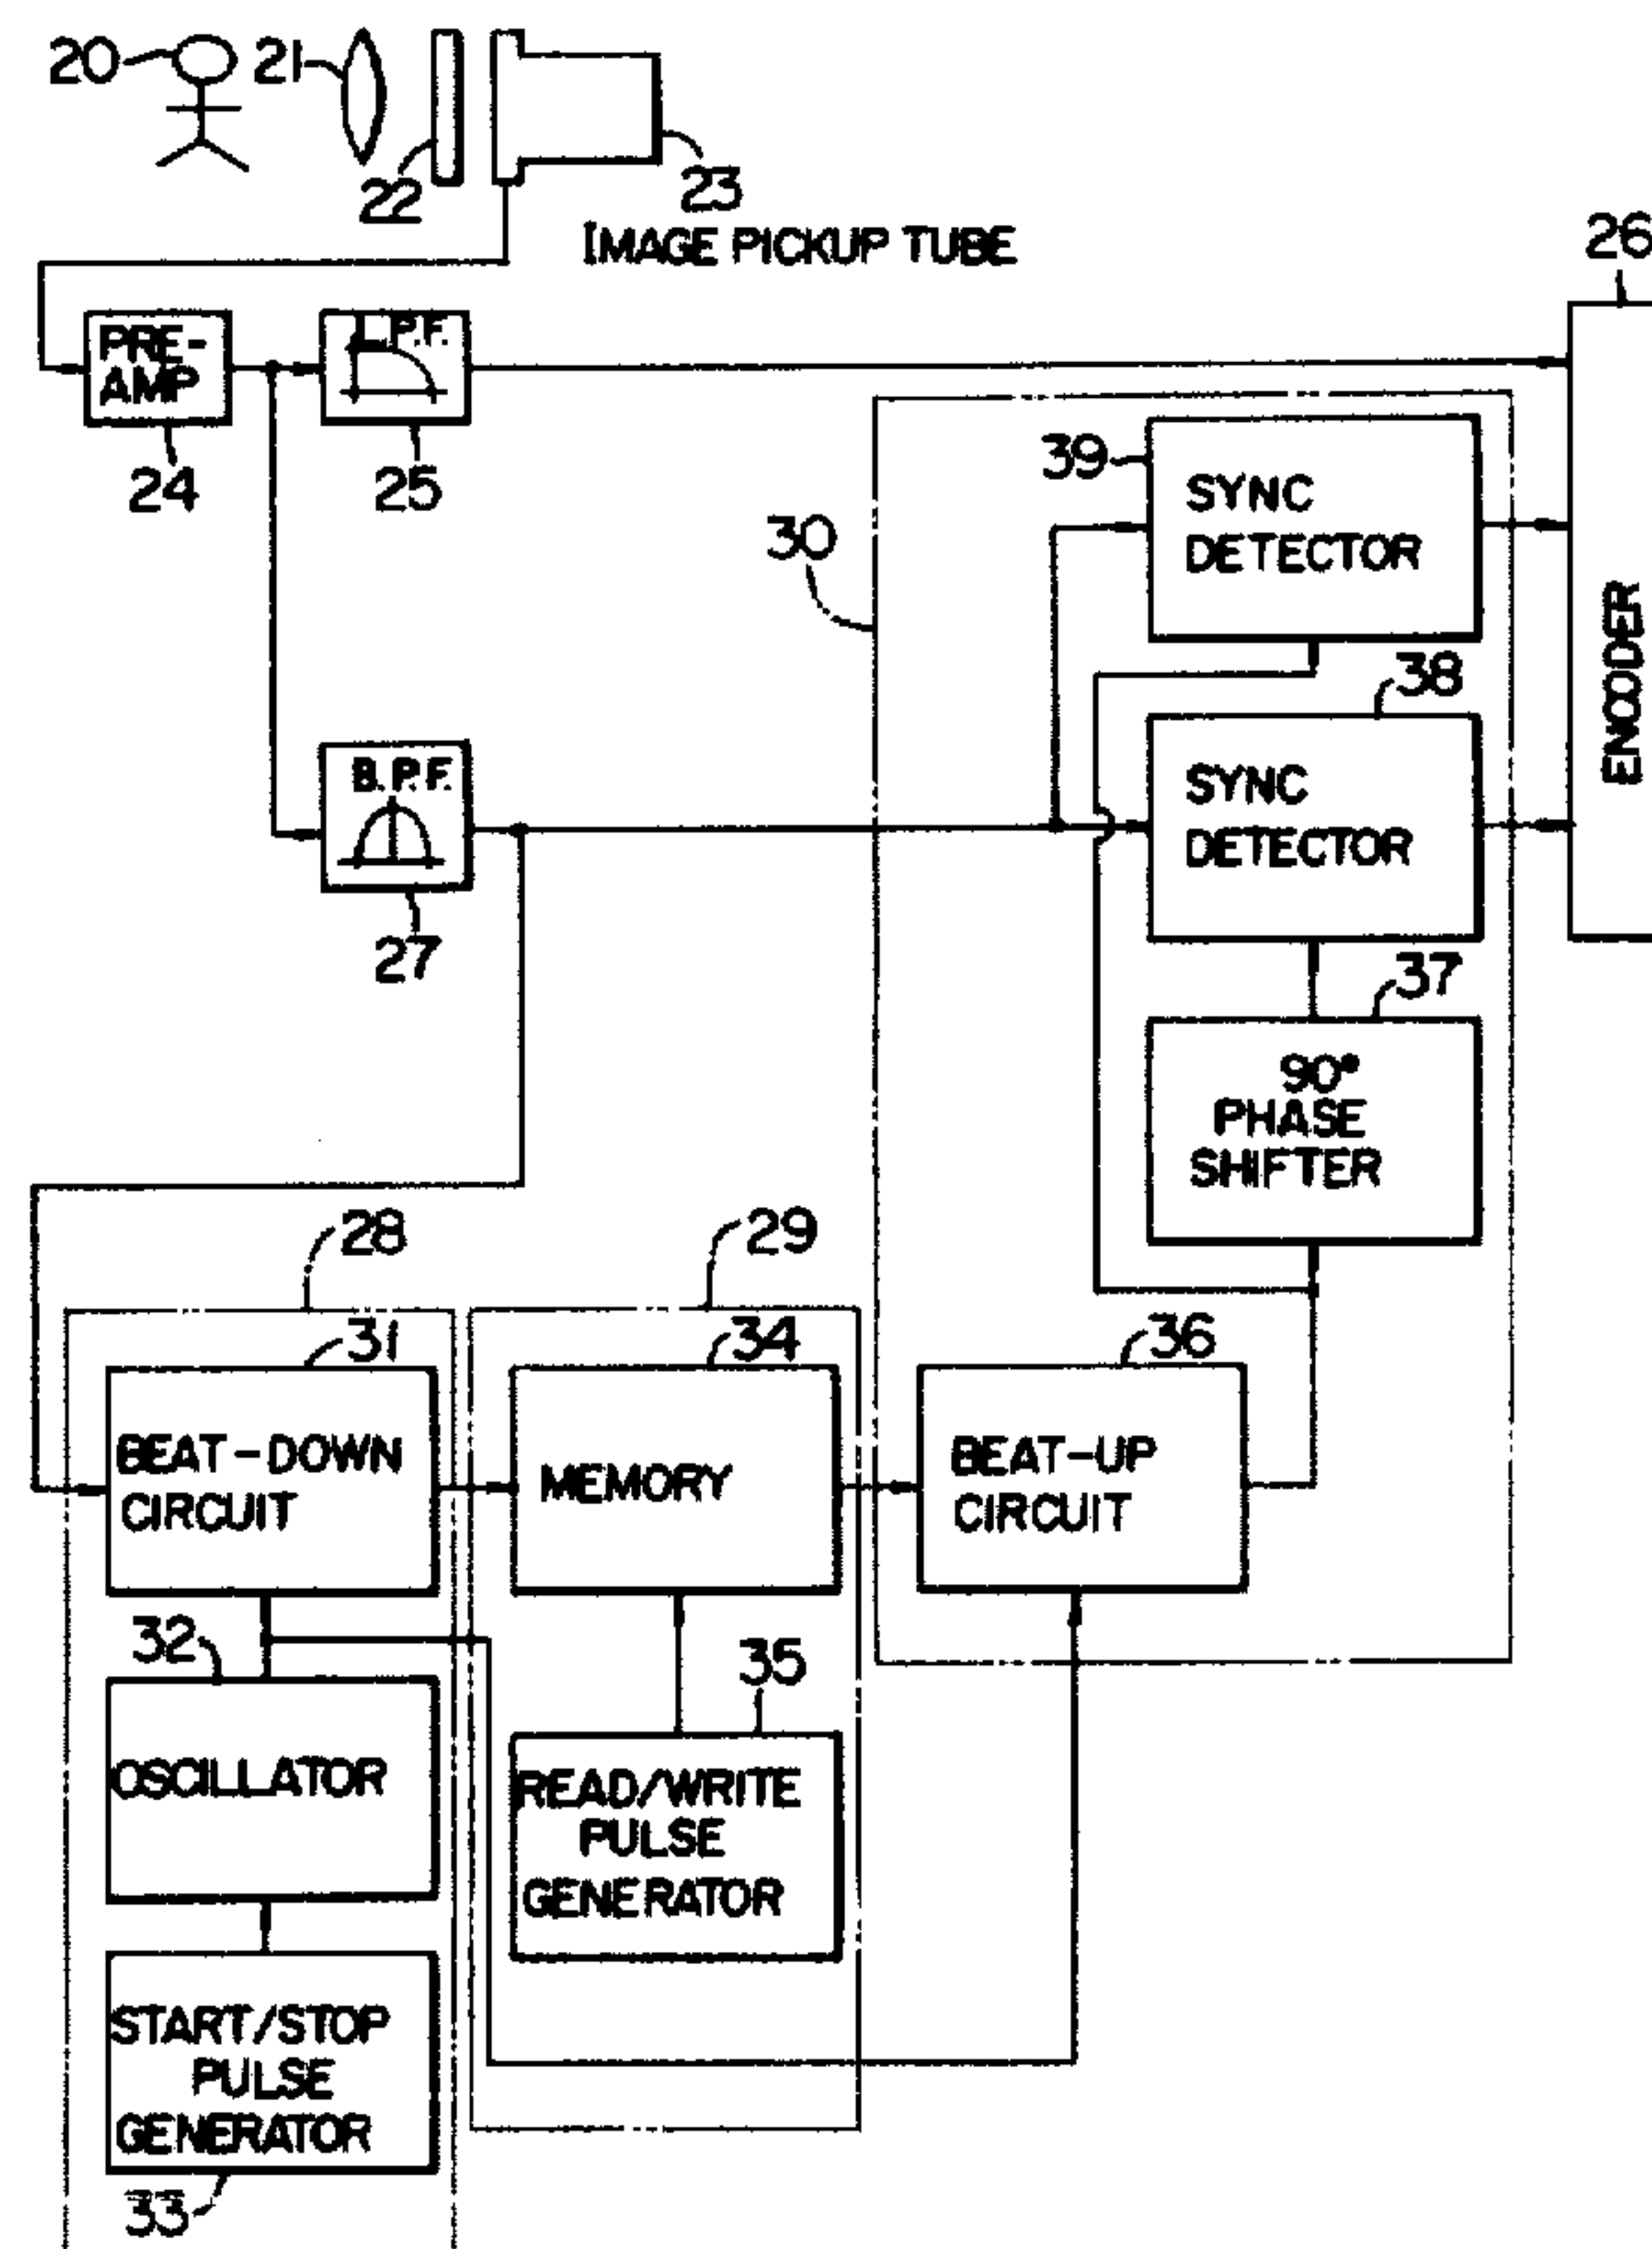 20
21
22
23
IMAGE PICKUP TUBE
26
PRE-
AMP
L.P.F.
24
25
39
SYNC
DETECTOR
30
ENCODER
38
B.P.F.
SYNC
DETECTOR
27
37
90°
PHASE
SHIFTER
28
29
31
34
36
BEAT-DOWN
CIRCUIT
MEMORY
BEAT-UP
CIRCUIT
32
35
OSCILLATOR
READ/WRITE
PULSE
GENERATOR
START/STOP
PULSE
GENERATOR
33